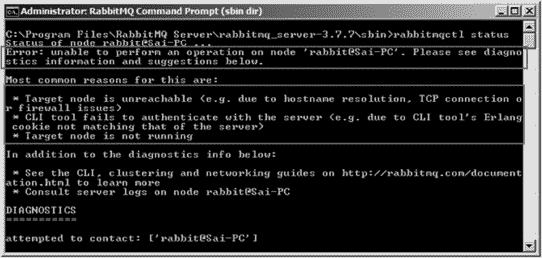 Administrator: RabbitMQ Command Prompt (sbin dir)
C:\Program Files\RabbitMQ Server\rabbitmq_server-3.7.7\sbin>rabbitmqctl status
Status of node rabbit@Sai-PC ...
Error: unable to perform an operation on node 'rabbit@Sai-PC'. Please see diagno
stics information and suggestions below.
Most common reasons for this are:
* Target node is unreachable (e.g. due to hostname resolution, TCP connection o
r firewall issues)
* CLI tool fails to authenticate with the server (e.g. due to CLI tool's Erlang
cookie not matching that of the server)
* Target node is not running
In addition to the diagnostics info below:
* See the CLI, clustering and networking guides on http://rabbitmq.com/document
ation.html to learn more
* Consult server logs on node rabbit@Sai-PC
DIAGNOSTICS
===========
attempted to contact: ['rabbit@Sai-PC']